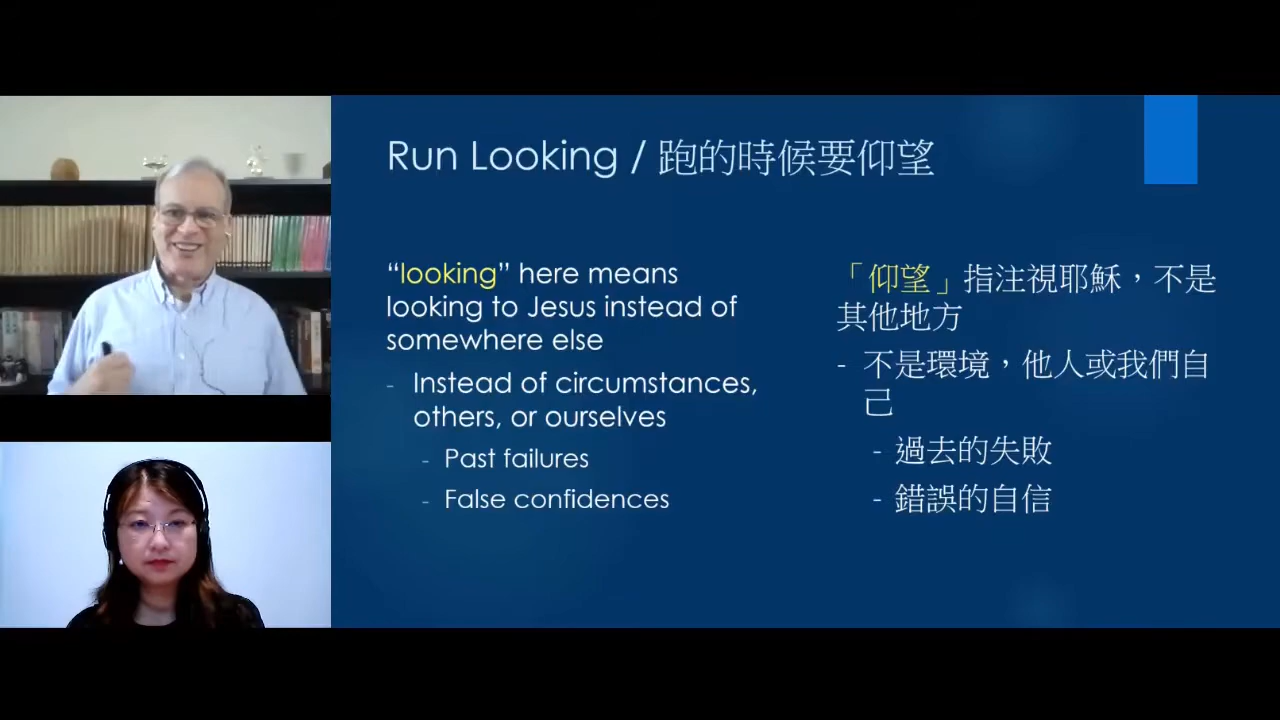 Run Looking / 跑的時候要仰望
“looking” here means
looking to Jesus instead of
somewhere else
- Instead of circumstances,
others, or ourselves
- Past failures
- False confidences
「仰望」指注視耶穌，不是
其他地方
- 不是環境，他人或我們自
己
- 過去的失敗
- 錯誤的自信